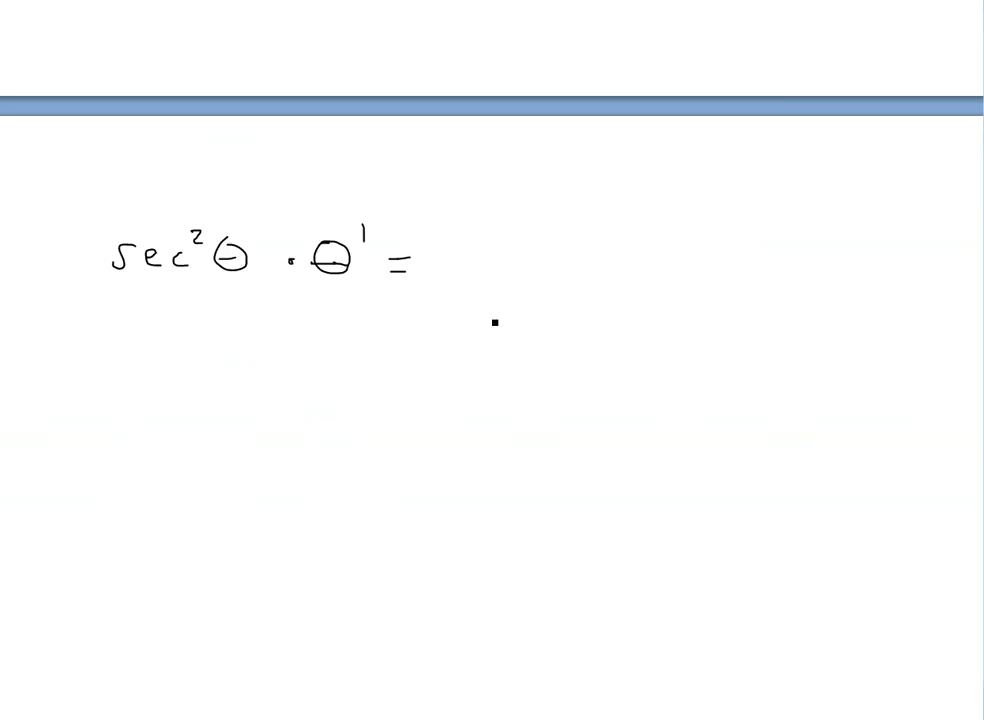 sec²θ · θ' =